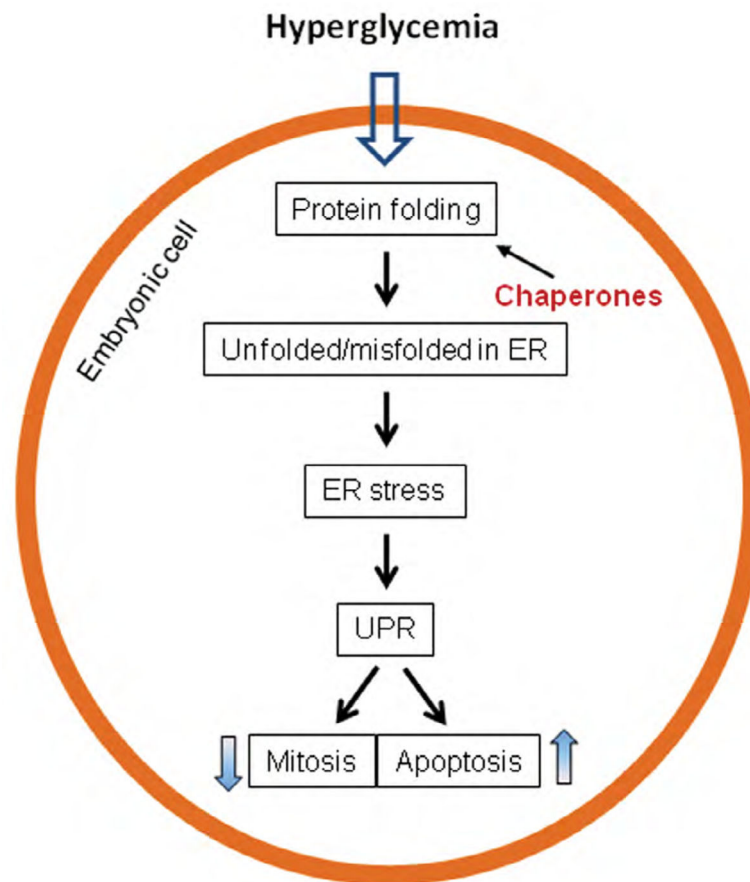 Hyperglycemia
Embryonic cell
Protein folding
Chaperones
Unfolded/misfolded in ER
ER stress
UPR
Mitosis
Apoptosis